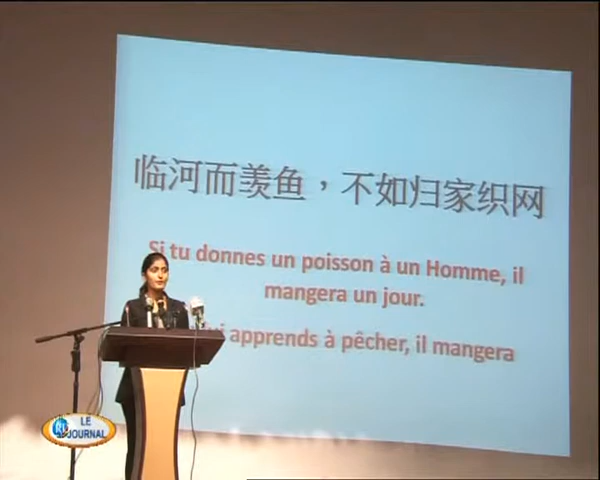 临河而羡鱼，不如归家织网
Si tu donnes un poisson à un Homme, il
mangera un jour.
apprends à pêcher, il mangera
LE
JOURNAL